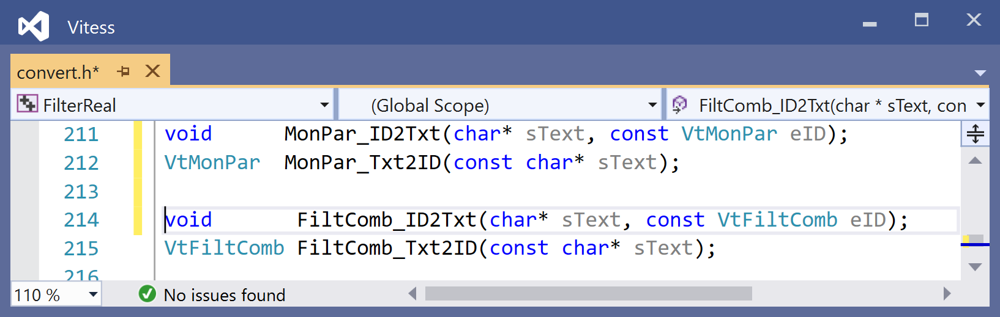 Vitess
convert.h*
FilterReal (Global Scope) FiltComb_ID2Txt(char * sText, con
211 void MonPar_ID2Txt(char* sText, const VtMonPar eID);
212 VtMonPar MonPar_Txt2ID(const char* sText);
213
214 void FiltComb_ID2Txt(char* sText, const VtFiltComb eID);
215 VtFiltComb FiltComb_Txt2ID(const char* sText);
216
110 % No issues found